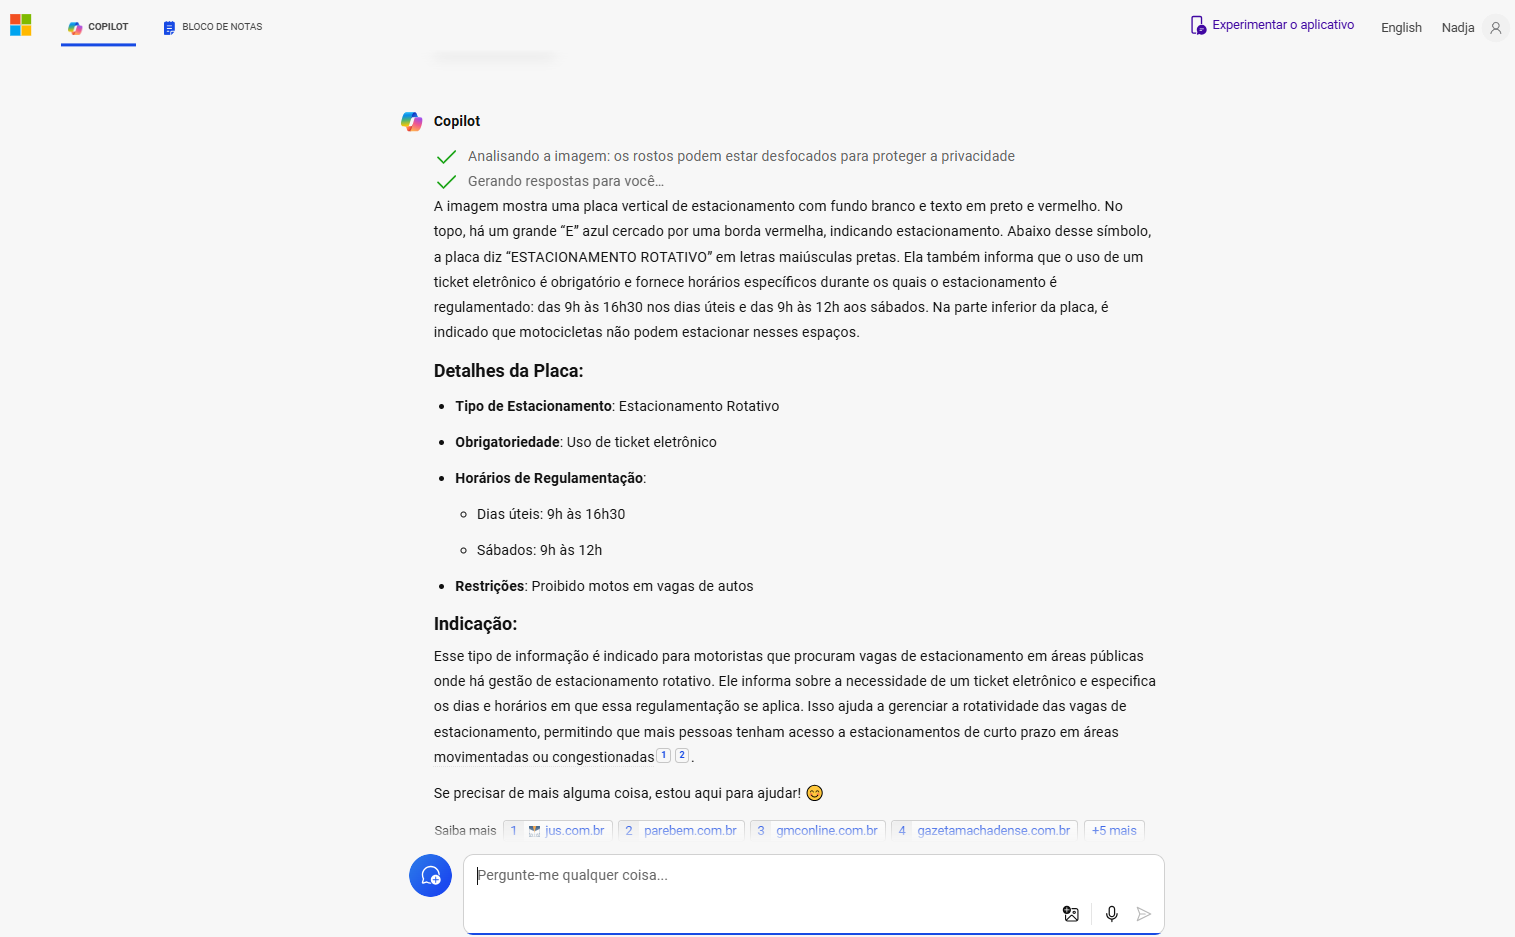 COPILOT
BLOCO DE NOTAS
Experimentar o aplicativo
English
Nadja
Copilot
Analisando a imagem: os rostos podem estar desfocados para proteger a privacidade
Gerando respostas para você...
A imagem mostra uma placa vertical de estacionamento com fundo branco e texto em preto e vermelho. No
topo, há um grande “E” azul cercado por uma borda vermelha, indicando estacionamento. Abaixo desse símbolo,
a placa diz “ESTACIONAMENTO ROTATIVO” em letras maiúsculas pretas. Ela também informa que o uso de um
ticket eletrônico é obrigatório e fornece horários específicos durante os quais o estacionamento é
regulamentado: das 9h às 16h30 nos dias úteis e das 9h às 12h aos sábados. Na parte inferior da placa, é
indicado que motocicletas não podem estacionar nesses espaços.
Detalhes da Placa:
• Tipo de Estacionamento: Estacionamento Rotativo
• Obrigatoriedade: Uso de ticket eletrônico
• Horários de Regulamentação:
◦ Dias úteis: 9h às 16h30
◦ Sábados: 9h às 12h
• Restrições: Proibido motos em vagas de autos
Indicação:
Esse tipo de informação é indicado para motoristas que procuram vagas de estacionamento em áreas públicas
onde há gestão de estacionamento rotativo. Ele informa sobre a necessidade de um ticket eletrônico e especifica
os dias e horários em que essa regulamentação se aplica. Isso ajuda a gerenciar a rotatividade das vagas de
estacionamento, permitindo que mais pessoas tenham acesso a estacionamentos de curto prazo em áreas
movimentadas ou congestionadas 1 2 .
Se precisar de mais alguma coisa, estou aqui para ajudar! 😊
Saiba mais 1 jus.com.br 2 parebem.com.br 3 gmconline.com.br 4 gazetamachadense.com.br +5 mais
Pergunte-me qualquer coisa...